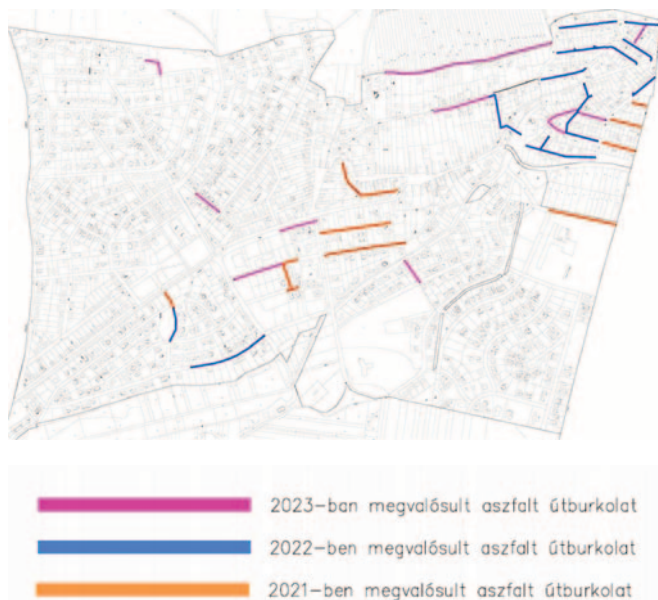 2023-ban megvalósult aszfalt útburkolat
2022-ben megvalósult aszfalt útburkolat
2021-ben megvalósult aszfalt útburkolat